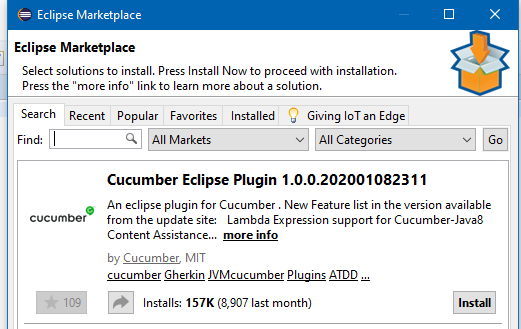 Eclipse Marketplace
Eclipse Marketplace
Select solutions to install. Press Install Now to proceed with installation.
Press the "more info" link to learn more about a solution.
Search Recent Popular Favorites Installed Giving IoT an Edge
Find: All Markets All Categories Go
Cucumber Eclipse Plugin 1.0.0.202001082311
An eclipse plugin for Cucumber . New Feature list in the version available
from the update site: Lambda Expression support for Cucumber-Java8
Content Assistance... more info
cucumber
by Cucumber, MIT
cucumber Gherkin JVMcucumber Plugins ATDD ...
109 Installs: 157K (8,907 last month) Install